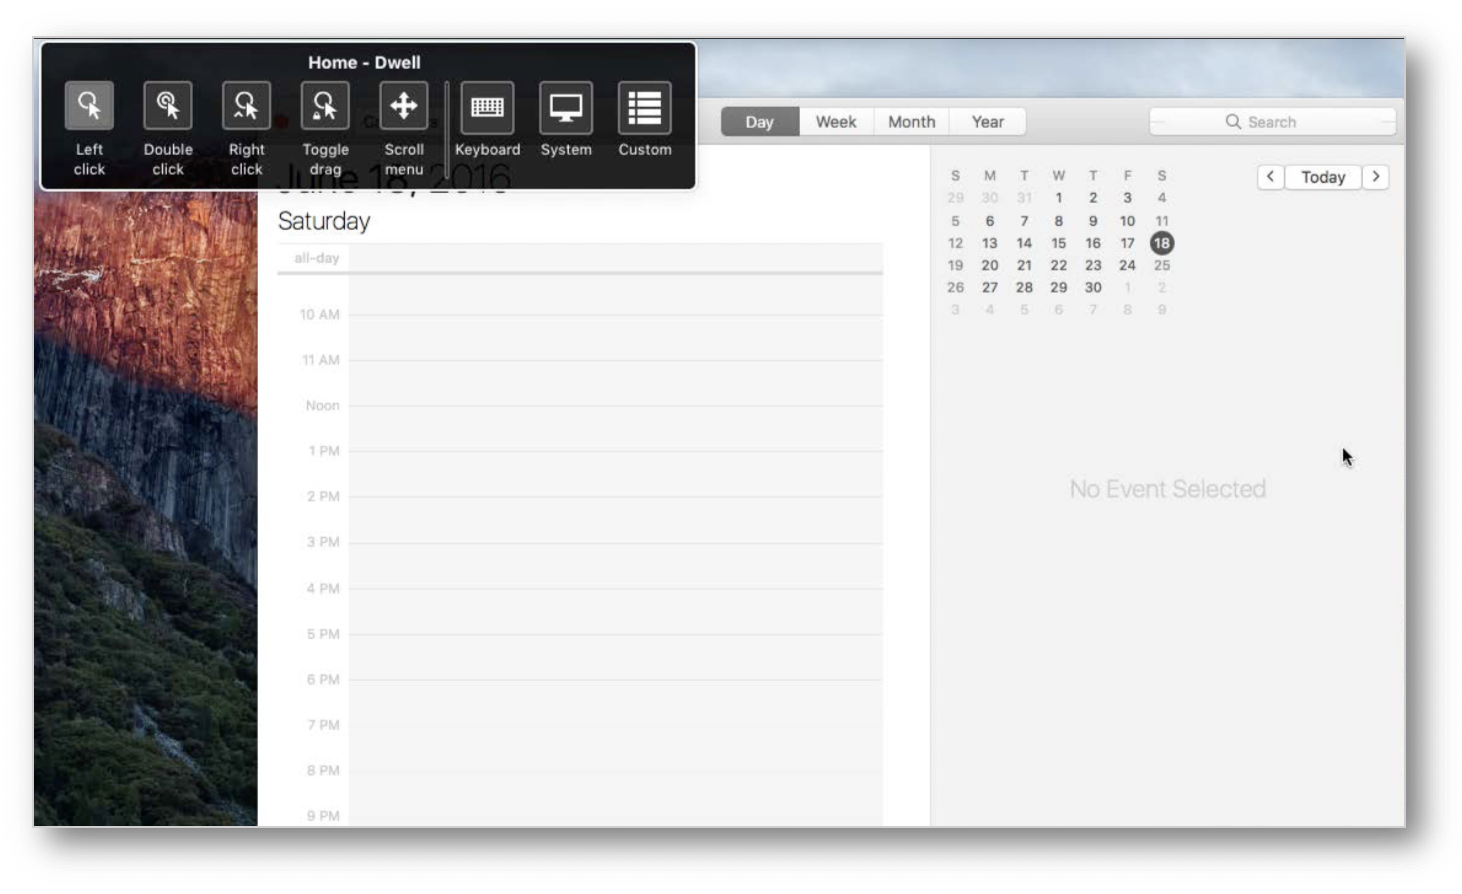 Home - Dwell
Left click
Double click
Right click
Toggle drag
Scroll menu
Keyboard
System
Custom
Day Week Month Year
Search
June 18, 2016
Saturday
all-day
10 AM
11 AM
Noon
1 PM
2 PM
3 PM
4 PM
5 PM
6 PM
7 PM
8 PM
9 PM
S M T W T F S
29 30 31 1 2 3 4
5 6 7 8 9 10 11
12 13 14 15 16 17 18
19 20 21 22 23 24 25
26 27 28 29 30 1 2
3 4 5 6 7 8 9
< Today >
No Event Selected